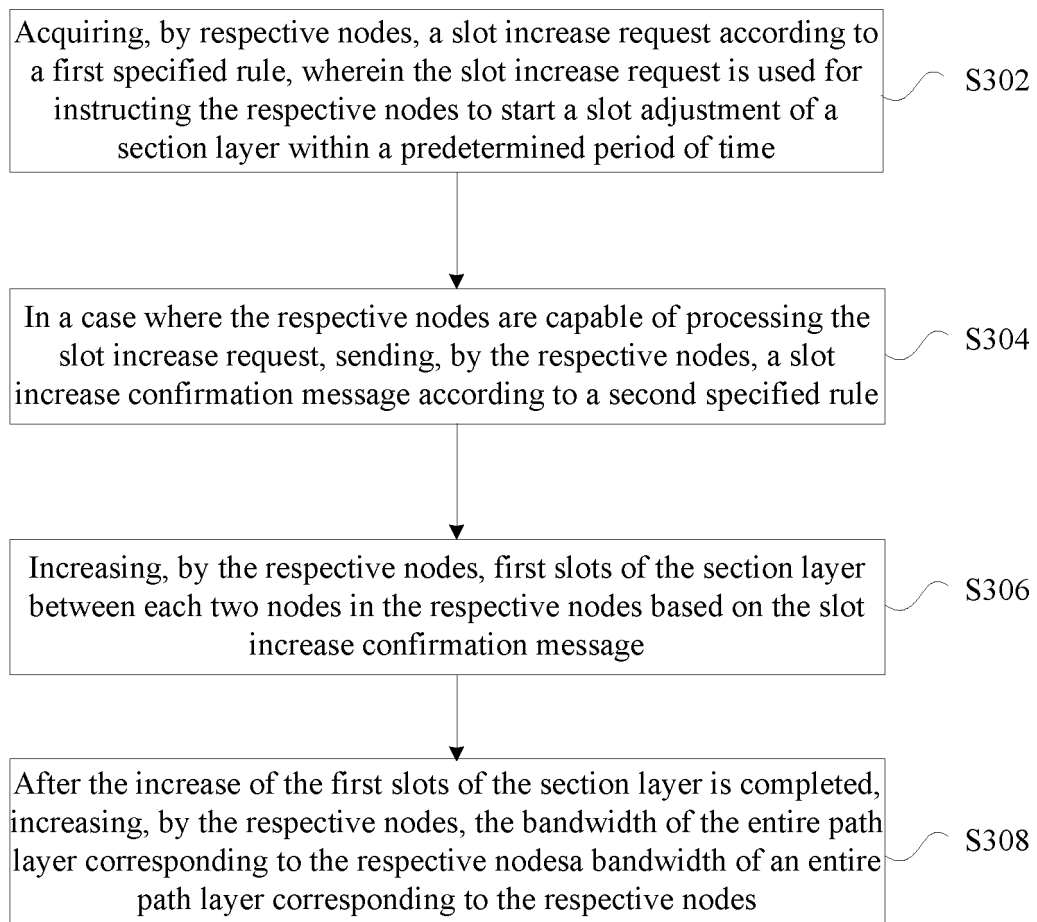 Acquiring, by respective nodes, a slot increase request according to
a first specified rule, wherein the slot increase request is used for
instructing the respective nodes to start a slot adjustment of a
section layer within a predetermined period of time
S302
In a case where the respective nodes are capable of processing the
slot increase request, sending, by the respective nodes, a slot
increase confirmation message according to a second specified rule
S304
Increasing, by the respective nodes, first slots of the section layer
between each two nodes in the respective nodes based on the slot
increase confirmation message
S306
After the increase of the first slots of the section layer is completed,
increasing, by the respective nodes, the bandwidth of the entire path
layer corresponding to the respective nodesa bandwidth of an entire
path layer corresponding to the respective nodes
S308